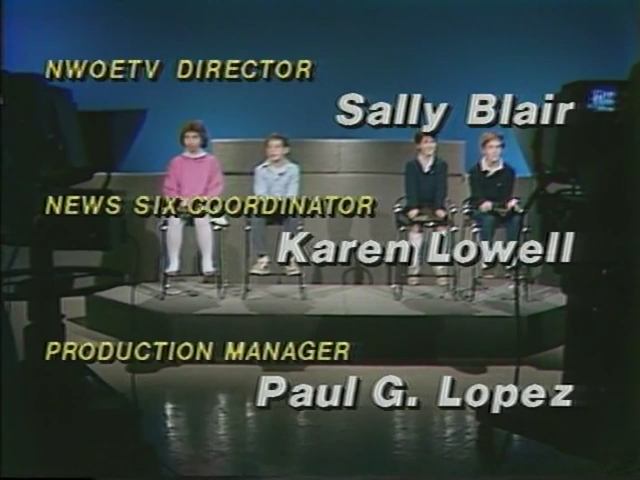 NWOETV DIRECTOR
Sally Blair
NEWS SIX COORDINATOR
Karen Lowell
PRODUCTION MANAGER
Paul G. Lopez